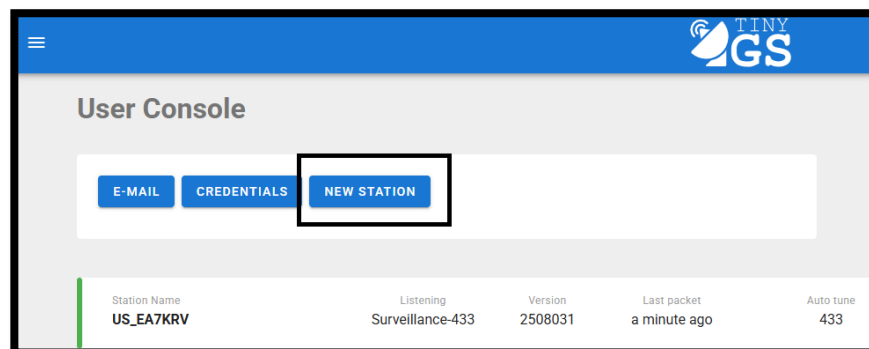 TINY
GS
User Console
E-MAIL CREDENTIALS NEW STATION
Station Name Listening Version Last packet Auto tune
US_EA7KRV Surveillance-433 2508031 a minute ago 433